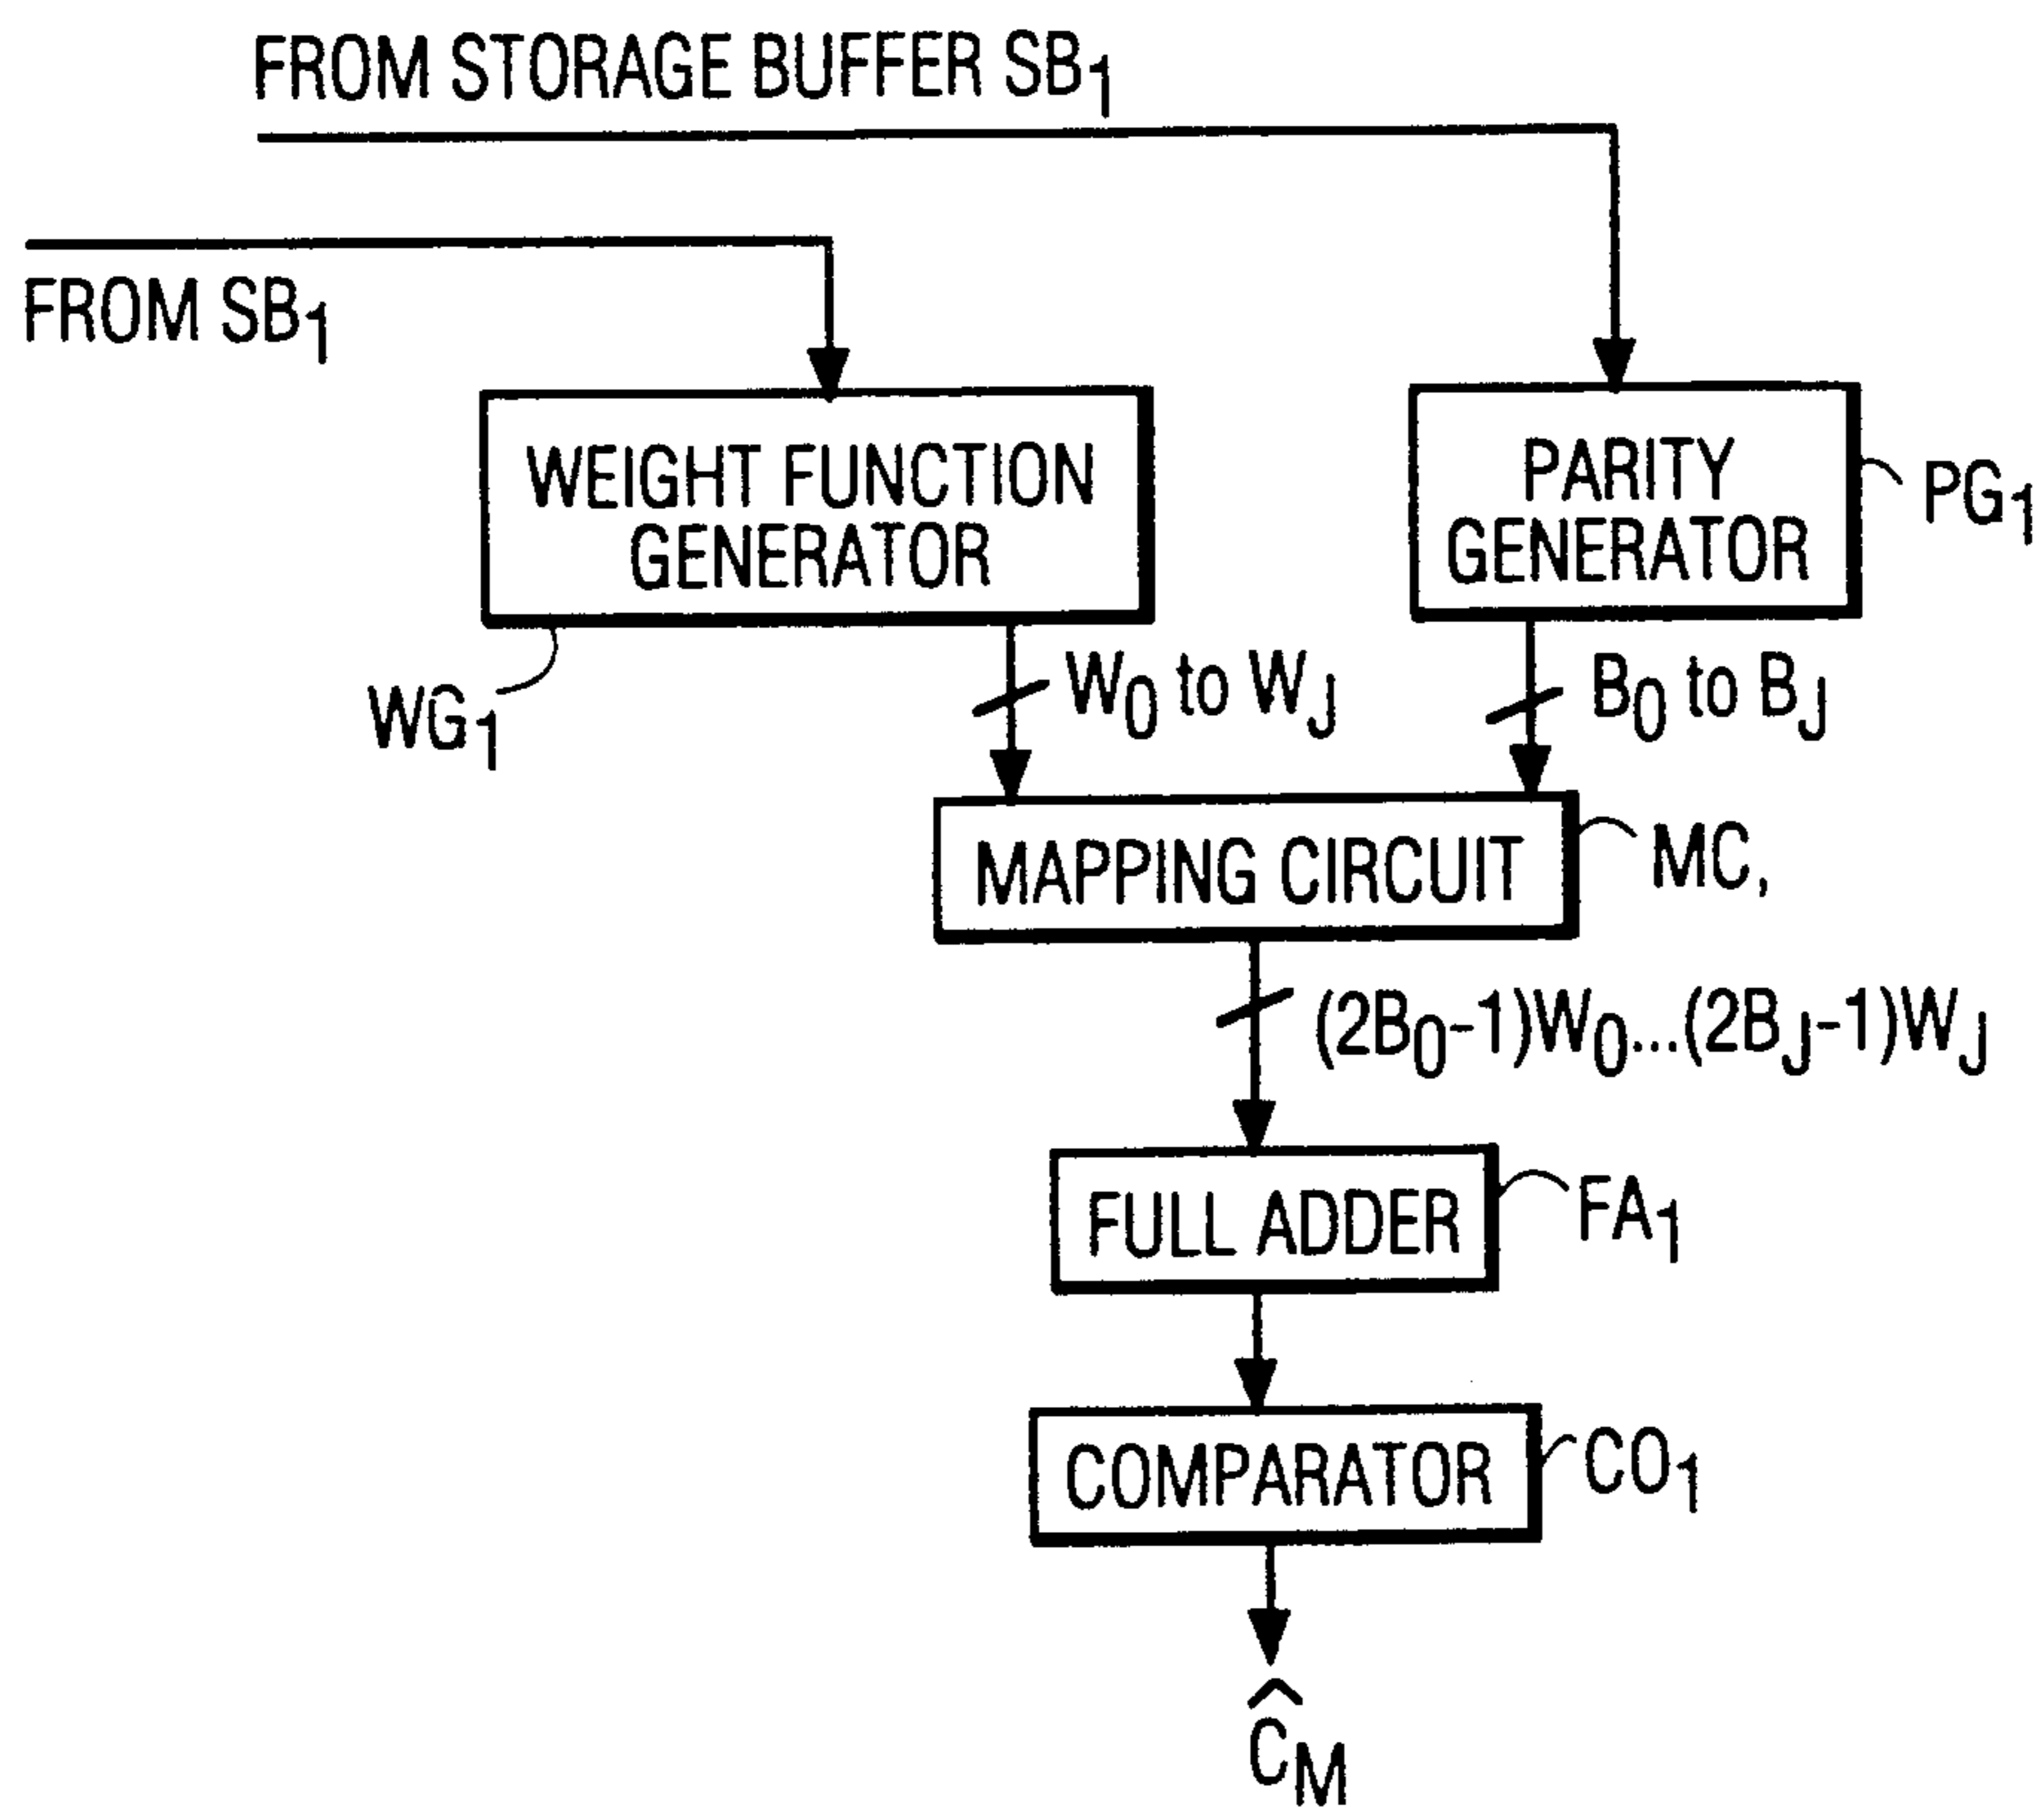 FROM STORAGE BUFFER SB1
FROM SB1
WEIGHT FUNCTION
GENERATOR
PARITY
GENERATOR
PG1
WG1
W0 to WJ
B0 to BJ
MAPPING CIRCUIT
MC,
(2B0-1)W0...(2BJ-1)WJ
FULL ADDER
FA1
COMPARATOR
CO1
ĈM